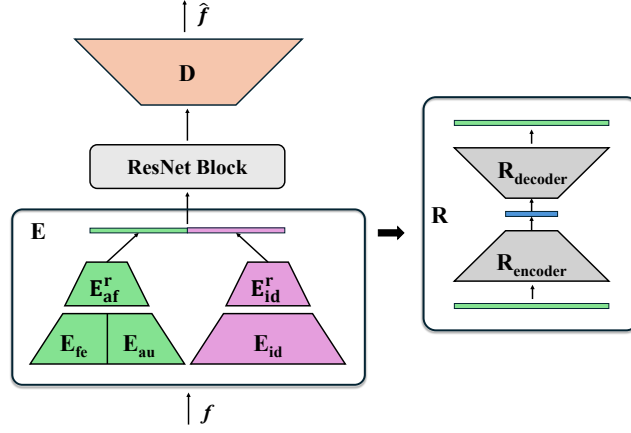 f̂
D
ResNet Block
E
E^r_af
E^r_id
E_fe
E_au
E_id
f
R
R_decoder
R_encoder